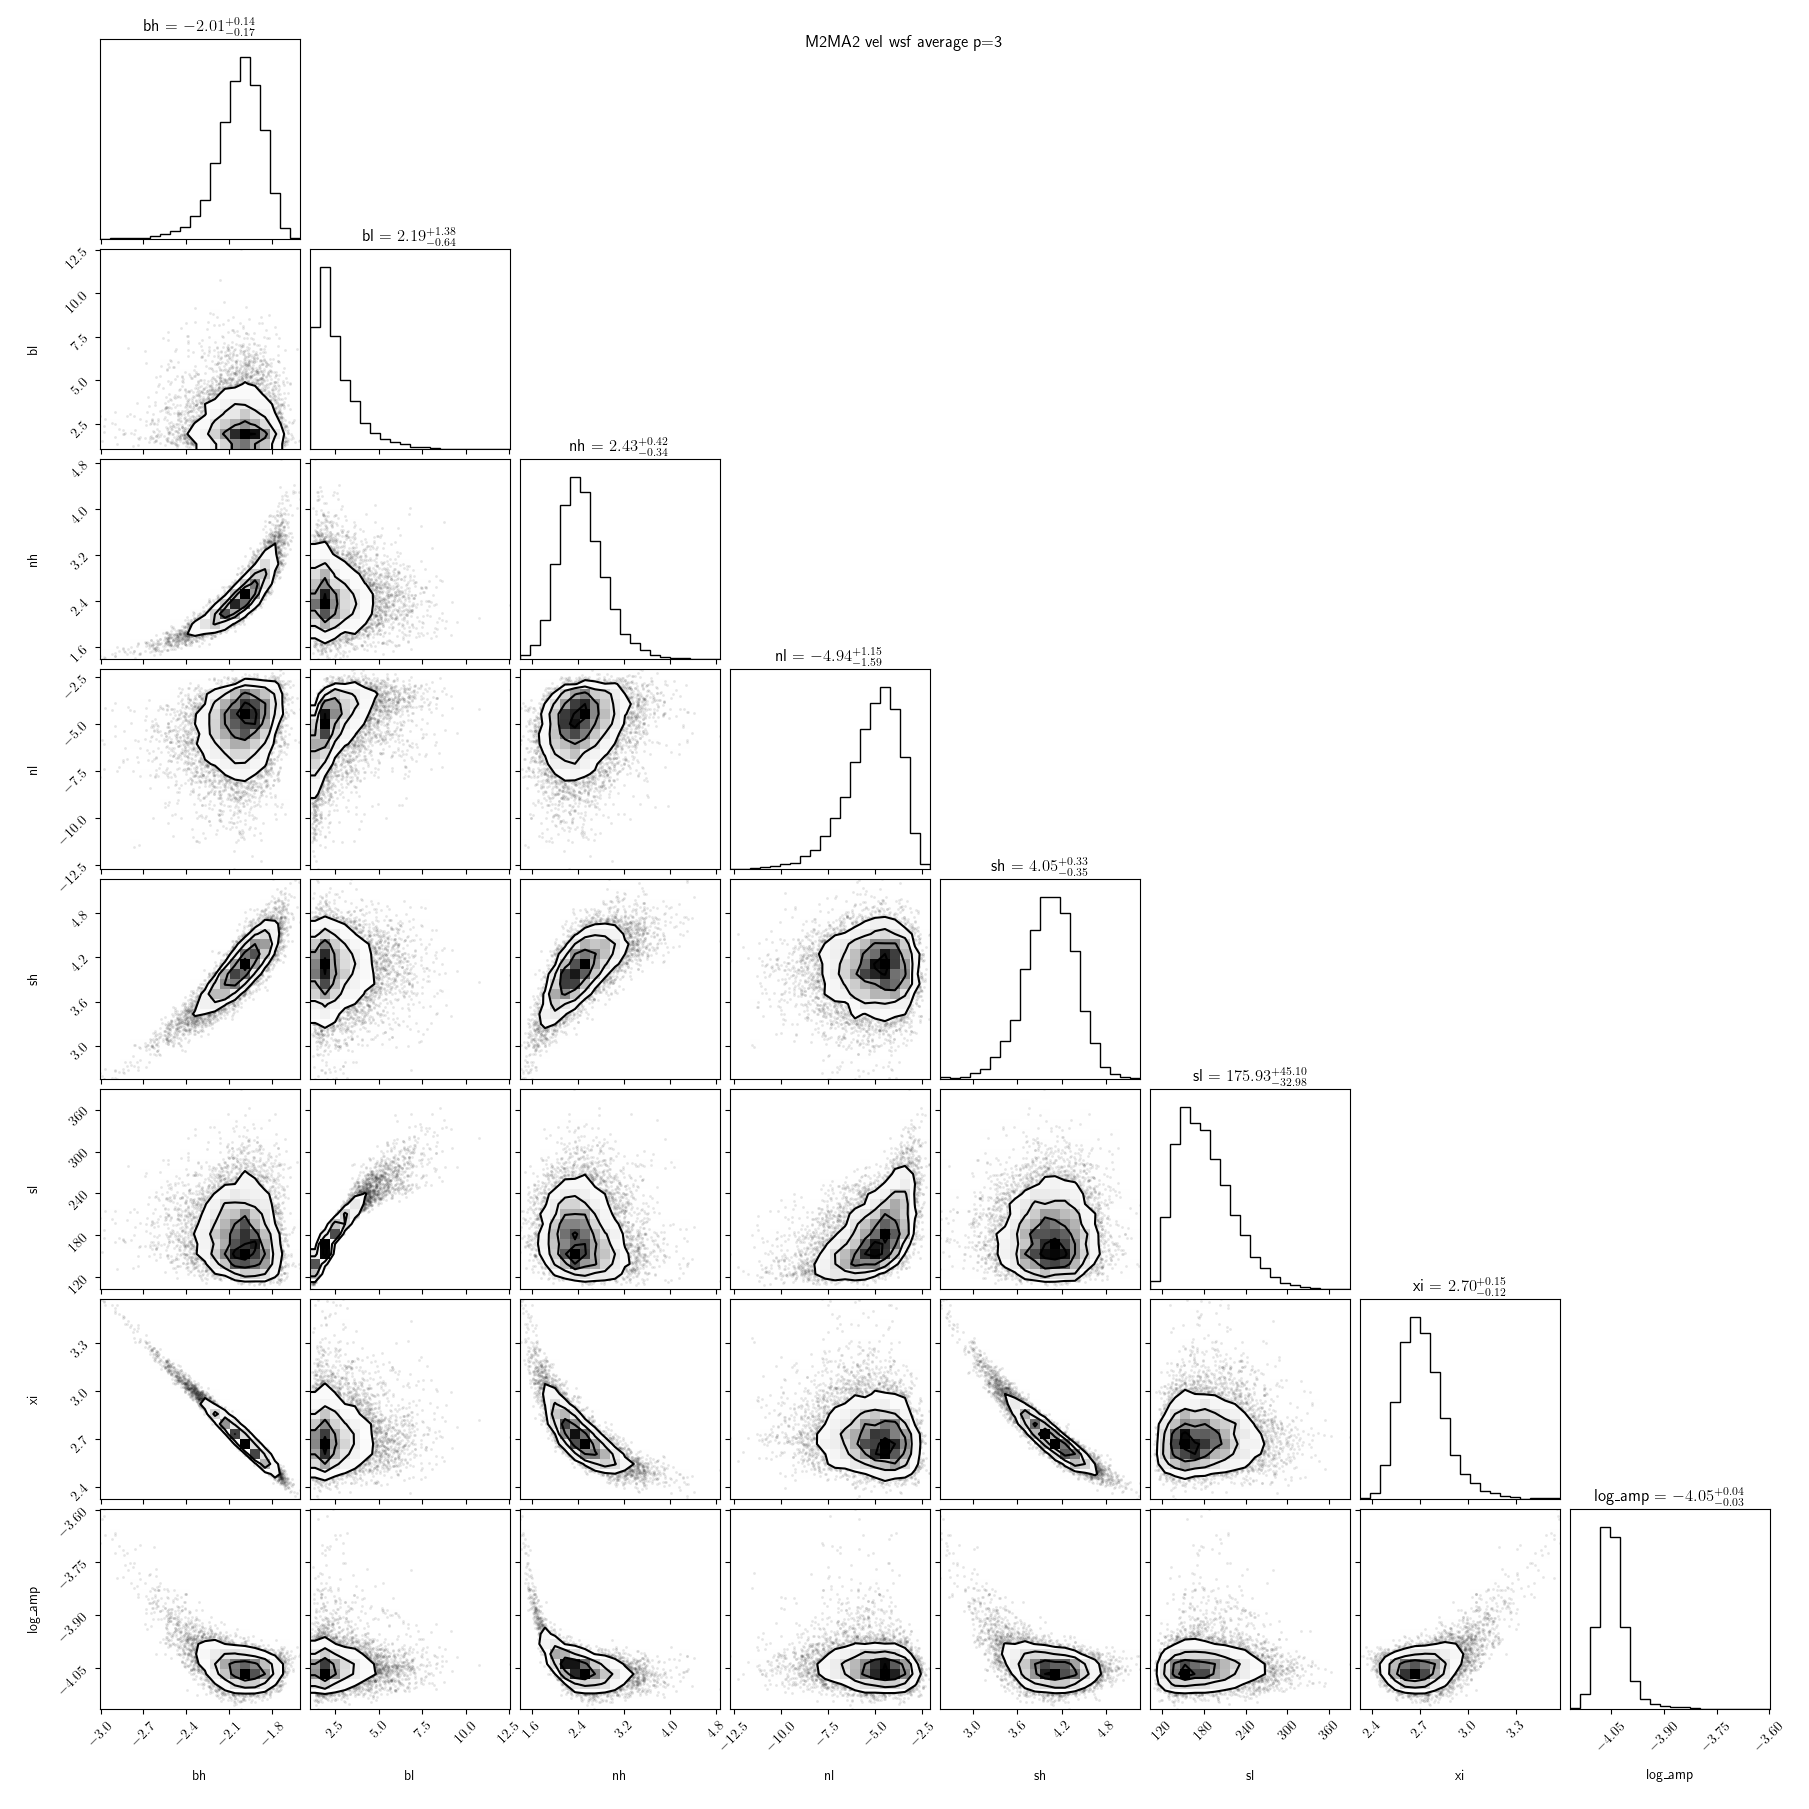 bh = −2.01 +0.14 −0.17
M2MA2 vel wsf average p=3
bl = 2.19 +1.38 −0.64
12.5
10.0
7.5
5.0
2.5
bl
nh = 2.43 +0.42 −0.34
4.8
4.0
3.2
2.4
1.6
nh
nl = −4.94 +1.15 −1.59
−2.5
−5.0
−7.5
−10.0
−12.5
nl
sh = 4.05 +0.33 −0.35
4.8
4.2
3.6
3.0
sh
sl = 175.93 +45.10 −32.98
360
300
240
180
120
sl
xi = 2.70 +0.15 −0.12
3.3
3.0
2.7
2.4
xi
log_amp = −4.05 +0.04 −0.03
−3.60
−3.75
−3.90
−4.05
log_amp
−3.0 −2.7 −2.4 −2.1 −1.8 2.5 5.0 7.5 10.0 12.5 1.6 2.4 3.2 4.0 4.8 −12.5 −10.0 −7.5 −5.0 −2.5 3.0 3.6 4.2 4.8 120 180 240 300 360 2.4 2.7 3.0 3.3 −4.05 −3.90 −3.75 −3.60
bh bl nh nl sh sl xi log_amp